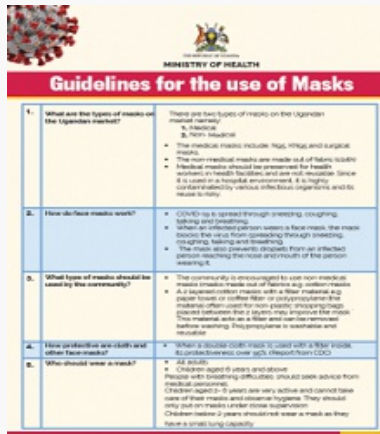 THE REPUBLIC OF UGANDA
MINISTRY OF HEALTH
Guidelines for the use of Masks
1.
What are the types of masks on
the Ugandan market?
There are two types of masks on the Ugandan
market namely:
1. Medical
2. Non- Medical
• The medical masks include: N95, KN95 and surgical
masks.
• The non-medical masks are made out of fabric (cloth)
• Medical masks should be preserved for health
workers in health facilities and are not reusable. Since
it is used in a hospital environment, it is highly
contaminated by various infectious organisms and its
reuse is risky.
2.
How do face masks work?
• COVID-19 is spread through sneezing, coughing,
talking and breathing.
• When an infected person wears a face mask, the mask
blocks the virus from spreading through sneezing,
coughing, talking and breathing.
• The mask also prevents droplets from an infected
person reaching the nose and mouth of the person
wearing it.
3.
What type of masks should be
used by the community?
• The community is encouraged to use non medical
masks (masks made out of fabrics e.g. cotton masks
• A 2 layered cotton masks with a filter material e.g.
paper towels or coffee filter or polypropylene (the
material often used for non-plastic shopping bags)
placed between the 2 layers may improve the mask.
This material acts as a filter and can be removed
before washing. Polypropylene is washable and
reusable
4.
How protective are cloth and
other face masks?
• When a double cloth mask is used with a filter inside,
its protectiveness is over 95% (Report from CDC)
5.
Who should wear a mask?
• All adults
• Children aged 6 years and above
People with breathing difficulties should seek advice from
medical personnel.
Children aged 2- 5 years are very active and cannot take
care of their masks and observe hygiene. They should
only put on masks under close supervision
Children below 2 years should not wear a mask as they
have a small lung capacity